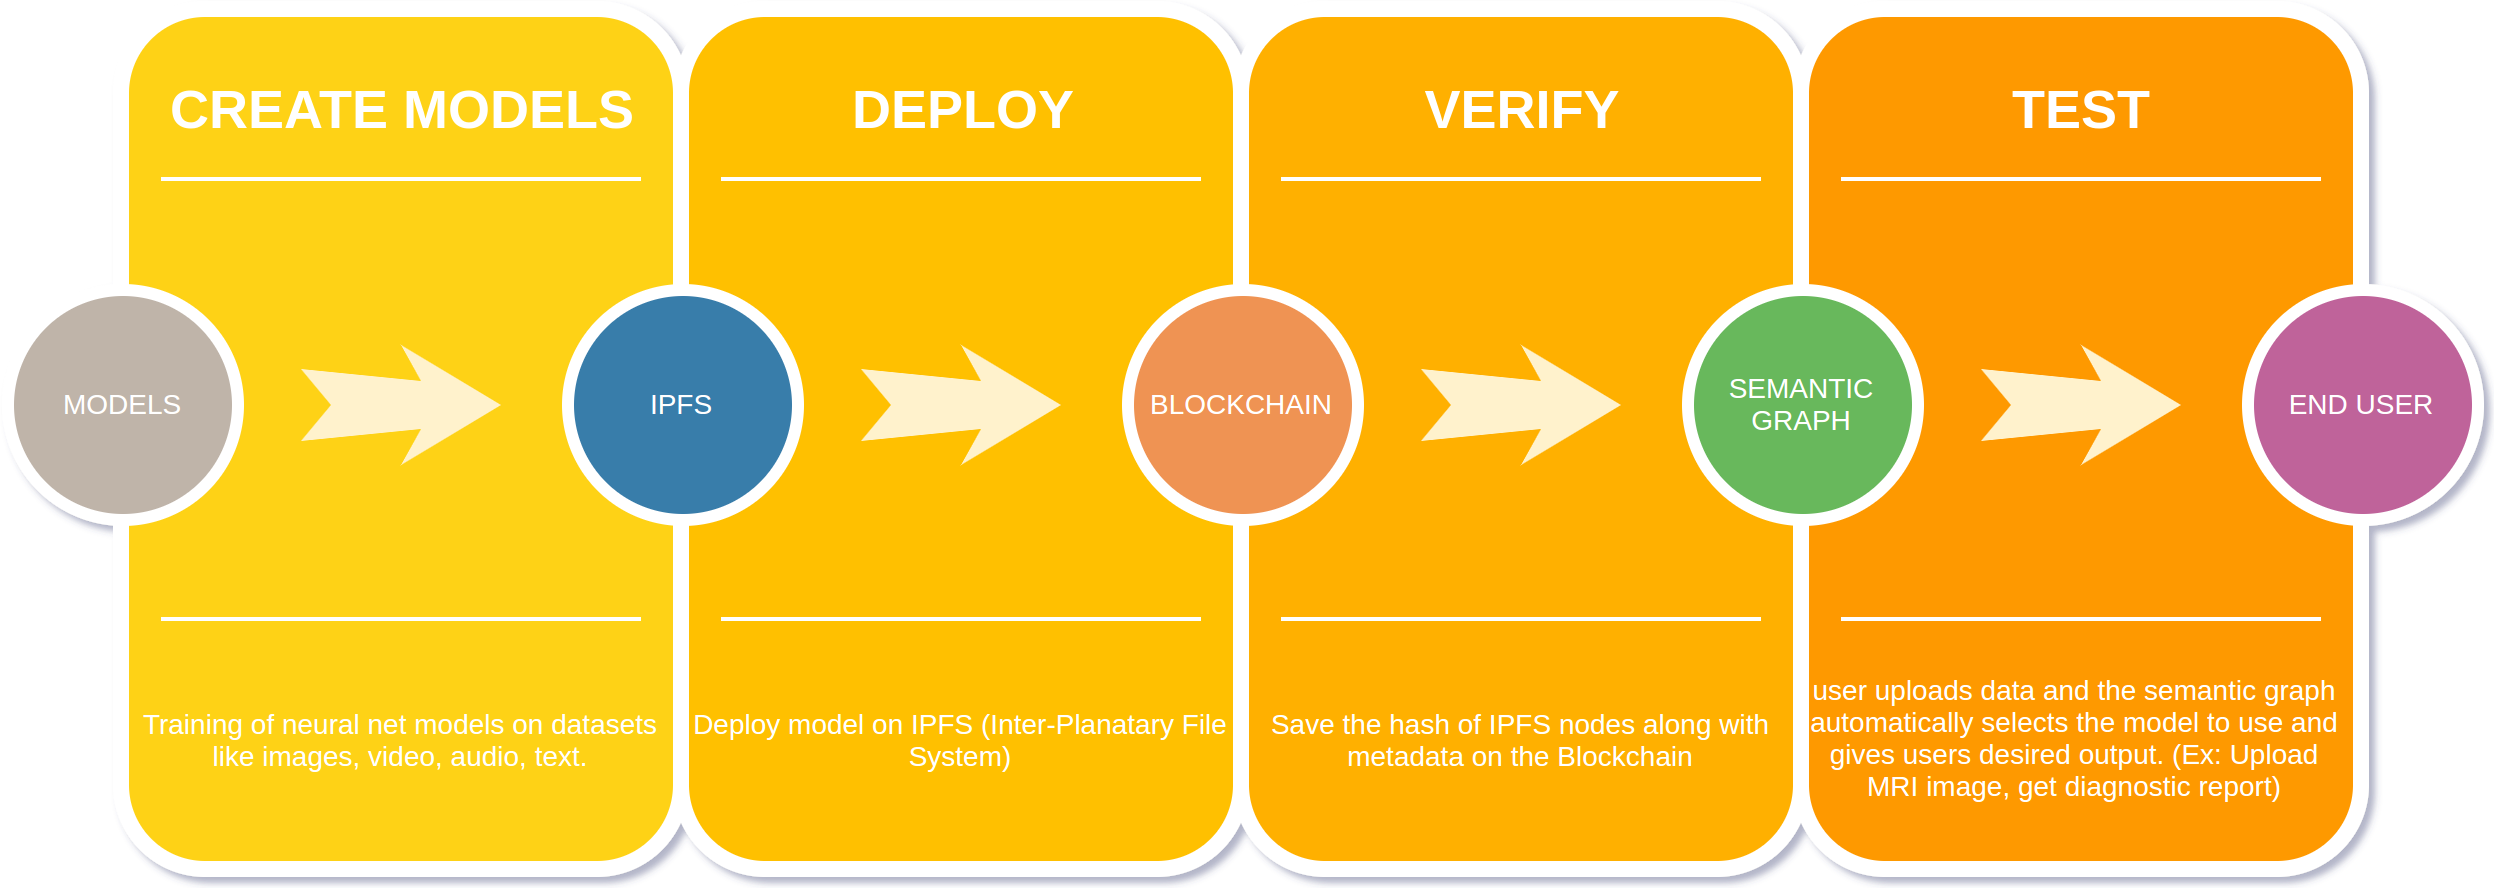 CREATE MODELS
DEPLOY
VERIFY
TEST
MODELS
IPFS
BLOCKCHAIN
SEMANTIC
GRAPH
END USER
Training of neural net models on datasets
like images, video, audio, text.
Deploy model on IPFS (Inter-Planatary File
System)
Save the hash of IPFS nodes along with
metadata on the Blockchain
user uploads data and the semantic graph
automatically selects the model to use and
gives users desired output. (Ex: Upload
MRI image, get diagnostic report)